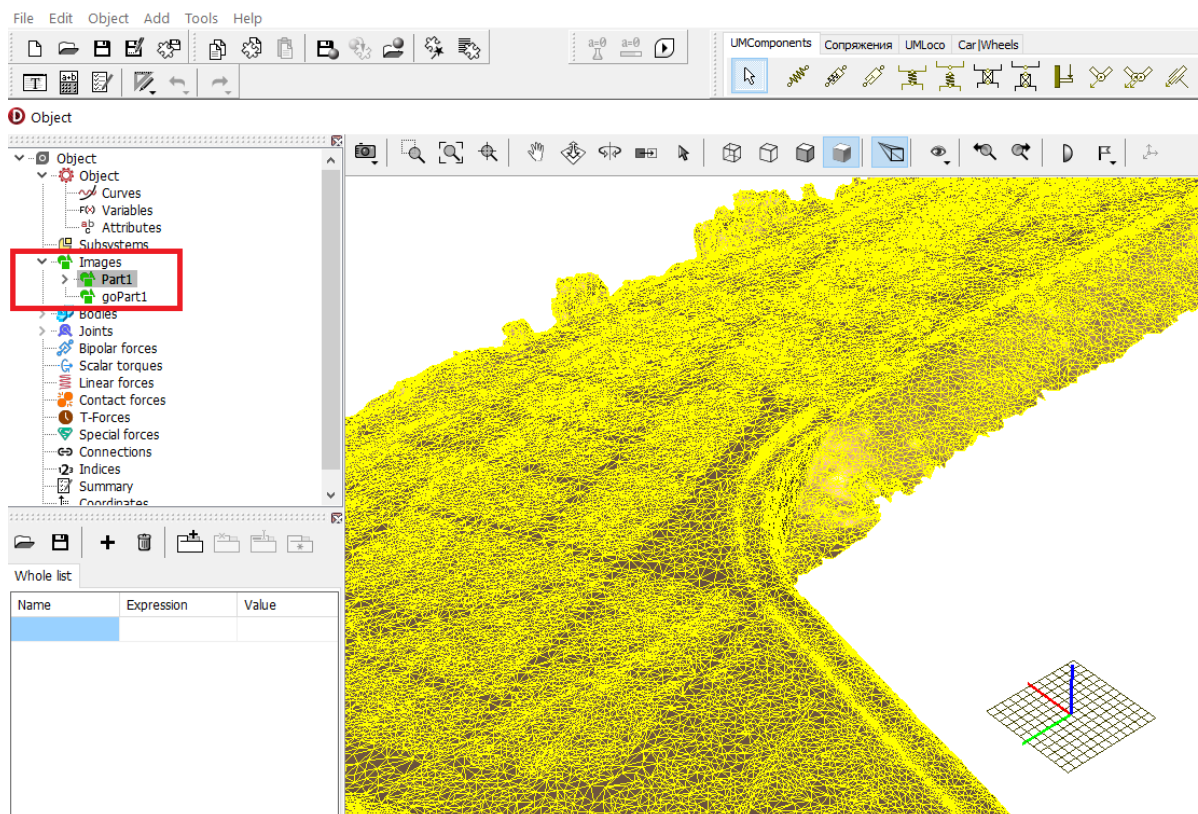 File Edit Object Add Tools Help
a=0 a=0
UMComponents Сопряжения UMLoco Car|Wheels
T a+b
Object
Object
Object
Curves
F(x) Variables
a b c Attributes
Subsystems
Images
Part1
goPart1
Bodies
Joints
Bipolar forces
Scalar torques
Linear forces
Contact forces
T-Forces
Special forces
Connections
Indices
Summary
Coordinates
Whole list
Name Expression Value